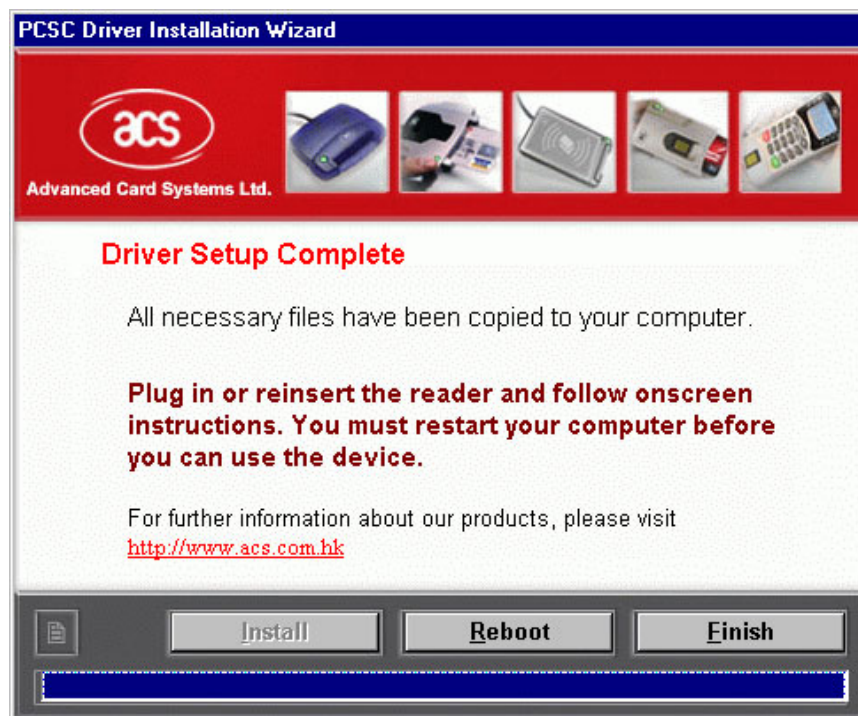 PCSC Driver Installation Wizard
acs
Advanced Card Systems Ltd.
Driver Setup Complete
All necessary files have been copied to your computer.
Plug in or reinsert the reader and follow onscreen
instructions. You must restart your computer before
you can use the device.
For further information about our products, please visit
http://www.acs.com.hk
Install
Reboot
Finish